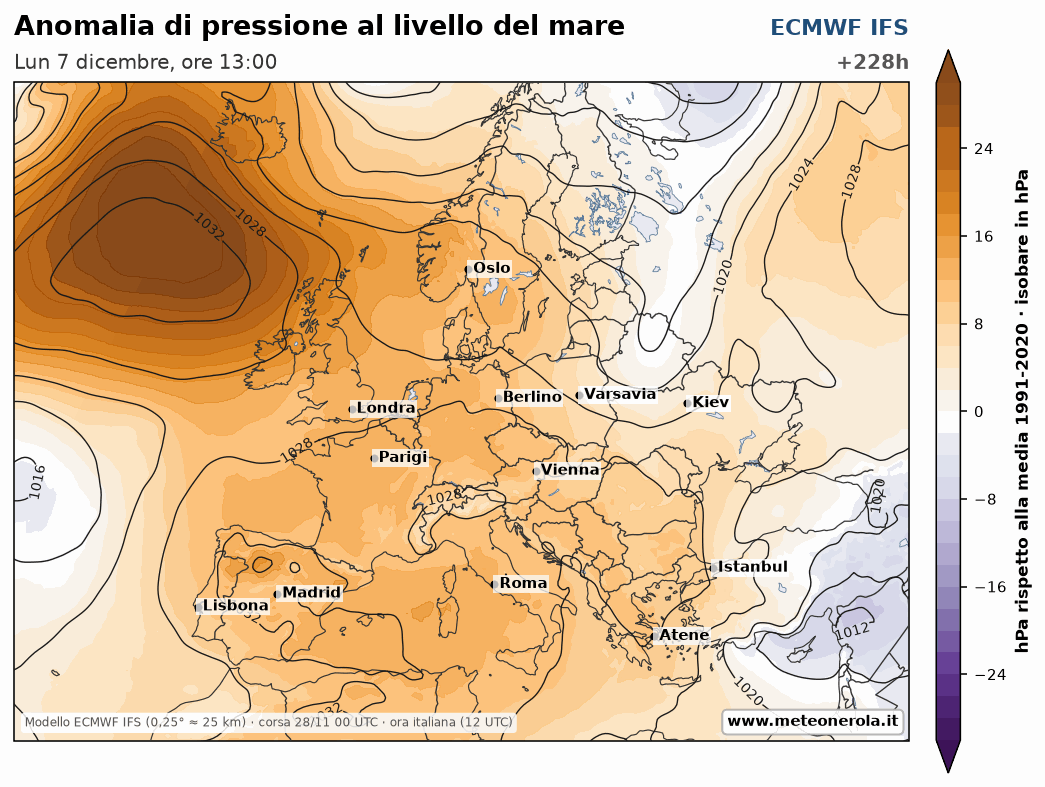 Anomalia di pressione al livello del mare
ECMWF IFS
Lun 7 dicembre, ore 13:00
+228h
1024
1028
1032
1028
1020
Oslo
24
16
8
0
−8
−16
−24
hPa rispetto alla media 1991-2020 · isobare in hPa
Berlino
Varsavia
Kiev
Londra
1028
Parigi
1016
Vienna
1028
1020
Istanbul
Roma
Madrid
Lisbona
Atene
1012
1020
1032
Modello ECMWF IFS (0,25° ≈ 25 km) · corsa 28/11 00 UTC · ora italiana (12 UTC)
www.meteonerola.it